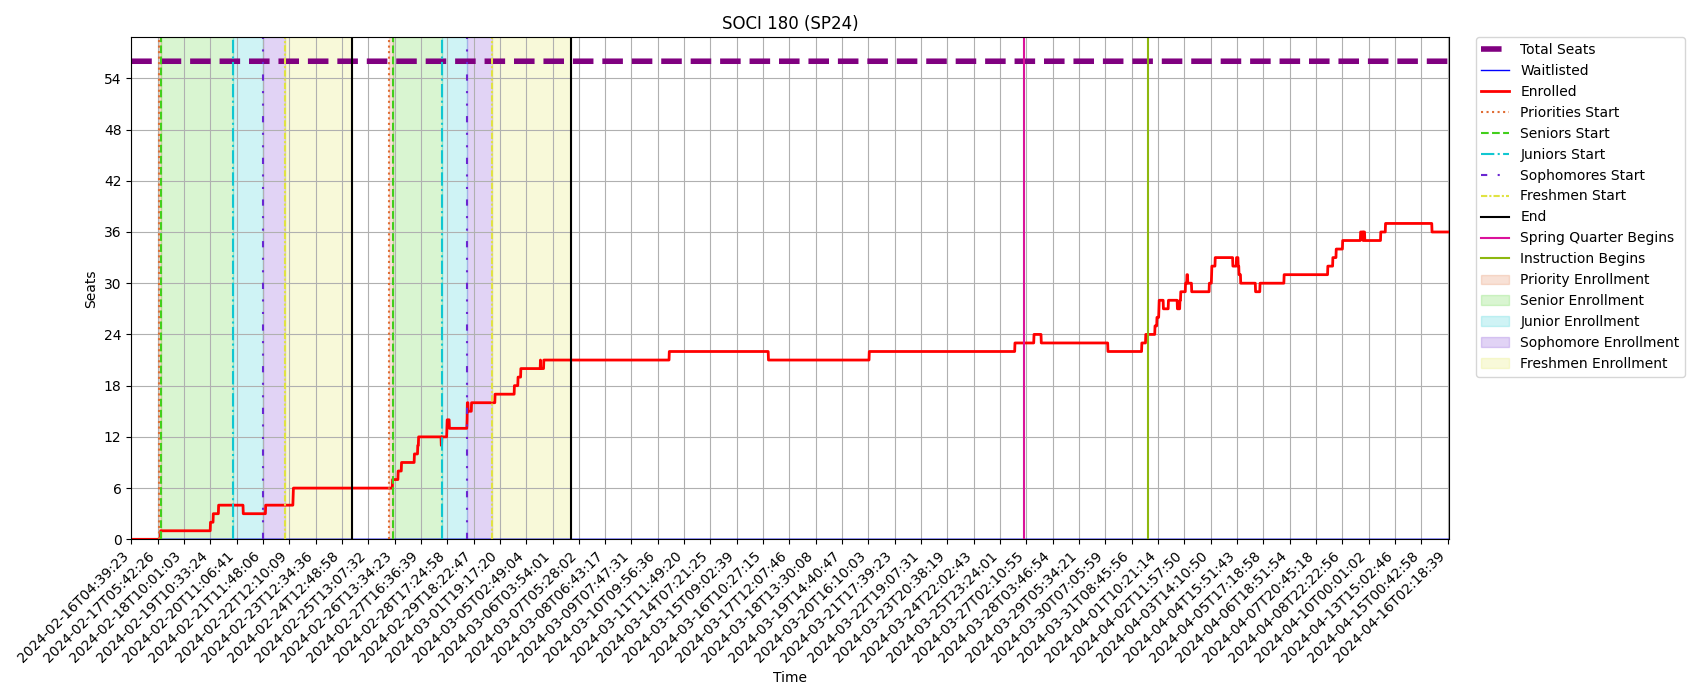 SOCI 180 (SP24)
Total Seats
Waitlisted
Enrolled
Priorities Start
Seniors Start
Juniors Start
Sophomores Start
Freshmen Start
End
Spring Quarter Begins
Instruction Begins
Priority Enrollment
Senior Enrollment
Junior Enrollment
Sophomore Enrollment
Freshmen Enrollment
Seats
54
48
42
36
30
24
18
12
6
0
2024-02-16T04:39:23
2024-02-17T05:42:26
2024-02-18T10:01:03
2024-02-19T10:33:24
2024-02-20T11:06:41
2024-02-21T11:48:06
2024-02-22T12:10:09
2024-02-23T12:34:36
2024-02-24T12:48:58
2024-02-25T13:07:32
2024-02-26T13:34:23
2024-02-27T16:36:39
2024-02-28T17:24:58
2024-02-29T18:22:47
2024-03-01T19:17:20
2024-03-05T02:49:04
2024-03-06T03:54:01
2024-03-07T05:28:02
2024-03-08T06:43:17
2024-03-09T07:47:31
2024-03-10T09:56:36
2024-03-11T11:49:20
2024-03-14T07:21:25
2024-03-15T09:02:39
2024-03-16T10:27:15
2024-03-17T12:07:46
2024-03-18T13:30:08
2024-03-19T14:40:47
2024-03-20T16:10:03
2024-03-21T17:39:23
2024-03-22T19:07:31
2024-03-23T20:38:19
2024-03-24T22:02:43
2024-03-25T23:24:01
2024-03-27T02:10:55
2024-03-28T03:46:54
2024-03-29T05:34:21
2024-03-30T07:05:59
2024-03-31T08:45:56
2024-04-01T10:21:14
2024-04-02T11:57:50
2024-04-03T14:10:50
2024-04-04T15:51:43
2024-04-05T17:18:58
2024-04-06T18:51:54
2024-04-07T20:45:18
2024-04-08T22:22:56
2024-04-10T00:01:02
2024-04-13T15:02:46
2024-04-15T00:42:58
2024-04-16T02:18:39
Time